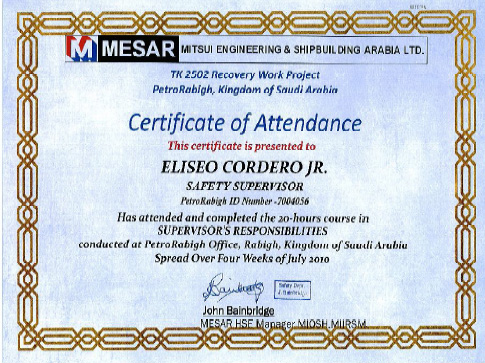 M MESAR MITSUI ENGINEERING & SHIPBUILDING ARABIA LTD.
TK 2502 Recovery Work Project
PetroRabigh, Kingdom of Saudi Arabia
Certificate of Attendance
This certificate is presented to
ELISEO CORDERO JR.
SAFETY SUPERVISOR
PetroRabigh ID Number -7004056
Has attended and completed the 20-hours course in
SUPERVISOR'S RESPONSIBILITIES
conducted at PetroRabigh Office, Rabigh, Kingdom of Saudi Arabia
Spread Over Four Weeks of July 2010
Safety Dept.
John Bainbridge
MESAR HSE Manager MIOSH,MIIRSM